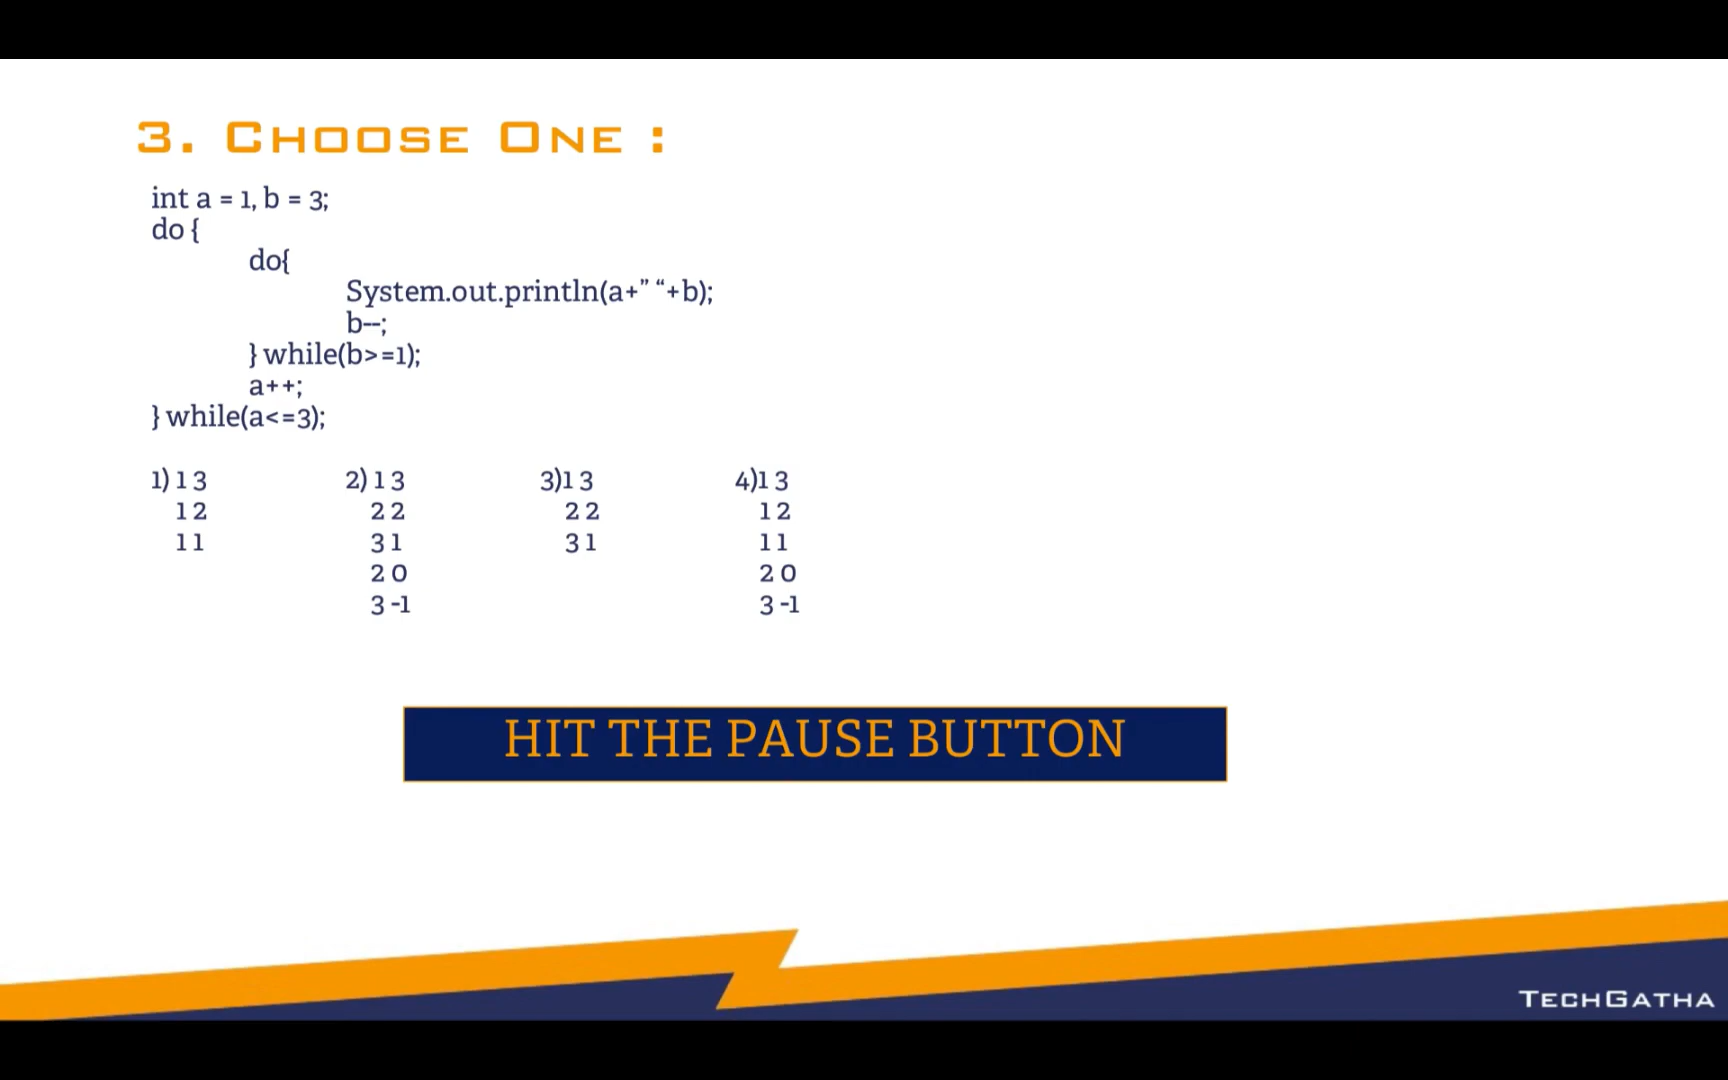 3. CHOOSE ONE :
int a = 1, b = 3;
do {
do{
System.out.println(a+” “+b);
b--;
} while(b>=1);
a++;
} while(a<=3);
1) 1 3 2) 1 3 3)1 3 4)1 3
1 2 2 2 2 2 1 2
1 1 3 1 3 1 1 1
2 0 2 0
3 -1 3 -1
HIT THE PAUSE BUTTON
TECHGATHA